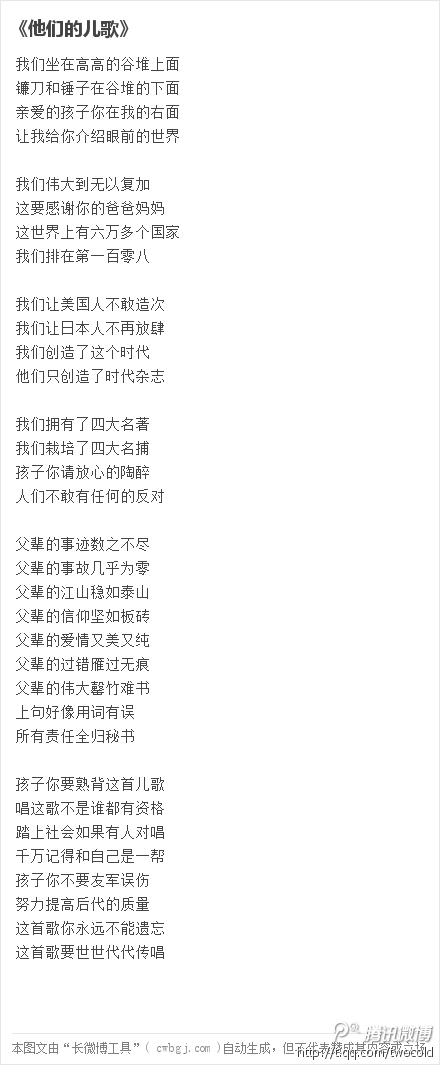 《他们的儿歌》
我们坐在高高的谷堆上面
镰刀和锤子在谷堆的下面
亲爱的孩子你在我的右面
让我给你介绍眼前的世界
我们伟大到无以复加
这要感谢你的爸爸妈妈
这世界上有六万多个国家
我们排在第一百零八
我们让美国人不敢造次
我们让日本人不再放肆
我们创造了这个时代
他们只创造了时代杂志
我们拥有了四大名著
我们栽培了四大名捕
孩子你请放心的陶醉
人们不敢有任何的反对
父辈的事迹数之不尽
父辈的事故几乎为零
父辈的江山稳如泰山
父辈的信仰坚如板砖
父辈的爱情又美又纯
父辈的过错雁过无痕
父辈的伟大罄竹难书
上句好像用词有误
所有责任全归秘书
孩子你要熟背这首儿歌
唱这歌不是谁都有资格
踏上社会如果有人对唱
千万记得和自己是一帮
孩子你不要友军误伤
努力提高后代的质量
这首歌你永远不能遗忘
这首歌要世世代代传唱
腾讯微博
本图文由“长微博工具”( cwbgj.com )自动生成，但不代表赞成其内容或立场
http://t.qq.com/twocold